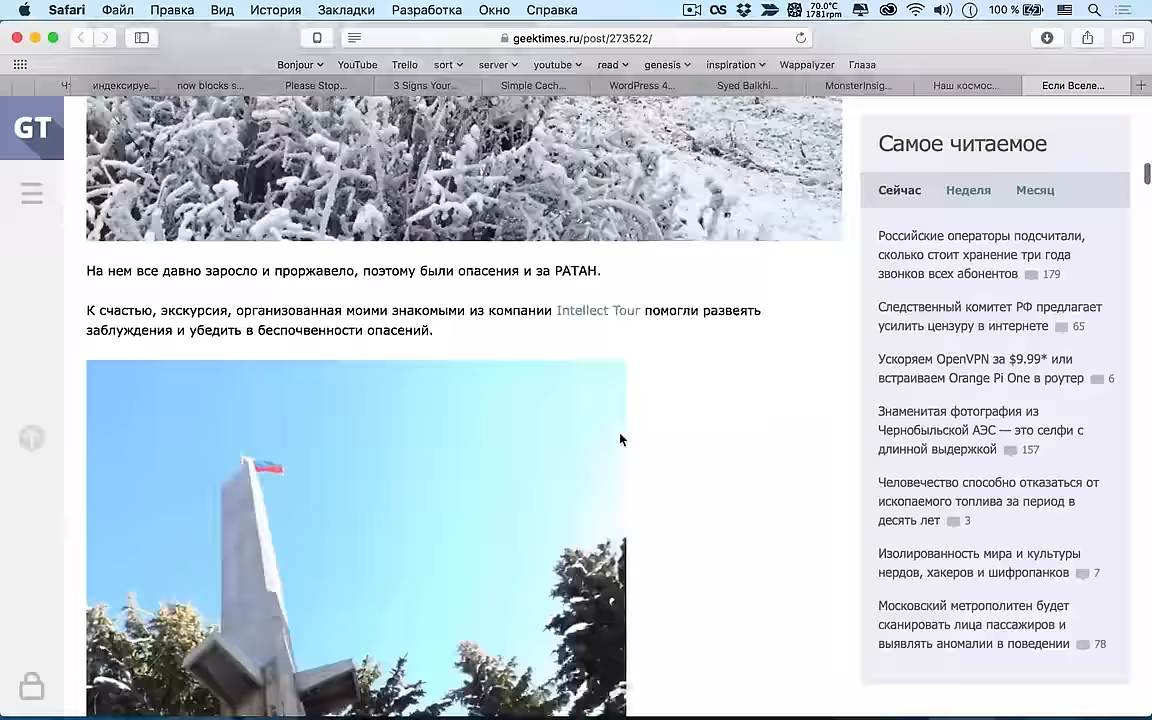 Safari Файл Правка Вид История Закладки Разработка Окно Справка
OS 70.0°C 1781rpm 100 %
geektimes.ru/post/273522/
Bonjour YouTube Trello sort server youtube read genesis inspiration Wappalyzer Глаза
Ч индексируе... now blocks s... Please Stop... 3 Signs Your... Simple Cach... WordPress 4... Syed Balkhi... MonsterInsig... Наш космос... Если Вселе...
GT
На нем все давно заросло и проржавело, поэтому были опасения и за РАТАН.
К счастью, экскурсия, организованная моими знакомыми из компании Intellect Tour помогли развеять
заблуждения и убедить в беспочвенности опасений.
Самое читаемое
Сейчас Неделя Месяц
Российские операторы подсчитали,
сколько стоит хранение три года
звонков всех абонентов 179
Следственный комитет РФ предлагает
усилить цензуру в интернете 65
Ускоряем OpenVPN за $9.99* или
встраиваем Orange Pi One в роутер 6
Знаменитая фотография из
Чернобыльской АЭС — это селфи с
длинной выдержкой 157
Человечество способно отказаться от
ископаемого топлива за период в
десять лет 3
Изолированность мира и культуры
нердов, хакеров и шифропанков 7
Московский метрополитен будет
сканировать лица пассажиров и
выявлять аномалии в поведении 78